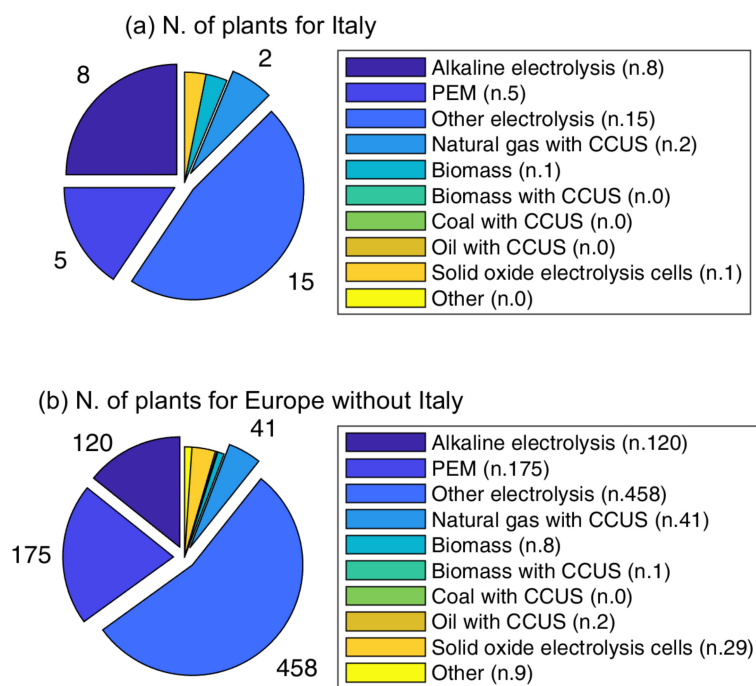 (a) N. of plants for Italy
8
2
5
15
Alkaline electrolysis (n.8)
PEM (n.5)
Other electrolysis (n.15)
Natural gas with CCUS (n.2)
Biomass (n.1)
Biomass with CCUS (n.0)
Coal with CCUS (n.0)
Oil with CCUS (n.0)
Solid oxide electrolysis cells (n.1)
Other (n.0)
(b) N. of plants for Europe without Italy
120
41
175
458
Alkaline electrolysis (n.120)
PEM (n.175)
Other electrolysis (n.458)
Natural gas with CCUS (n.41)
Biomass (n.8)
Biomass with CCUS (n.1)
Coal with CCUS (n.0)
Oil with CCUS (n.2)
Solid oxide electrolysis cells (n.29)
Other (n.9)